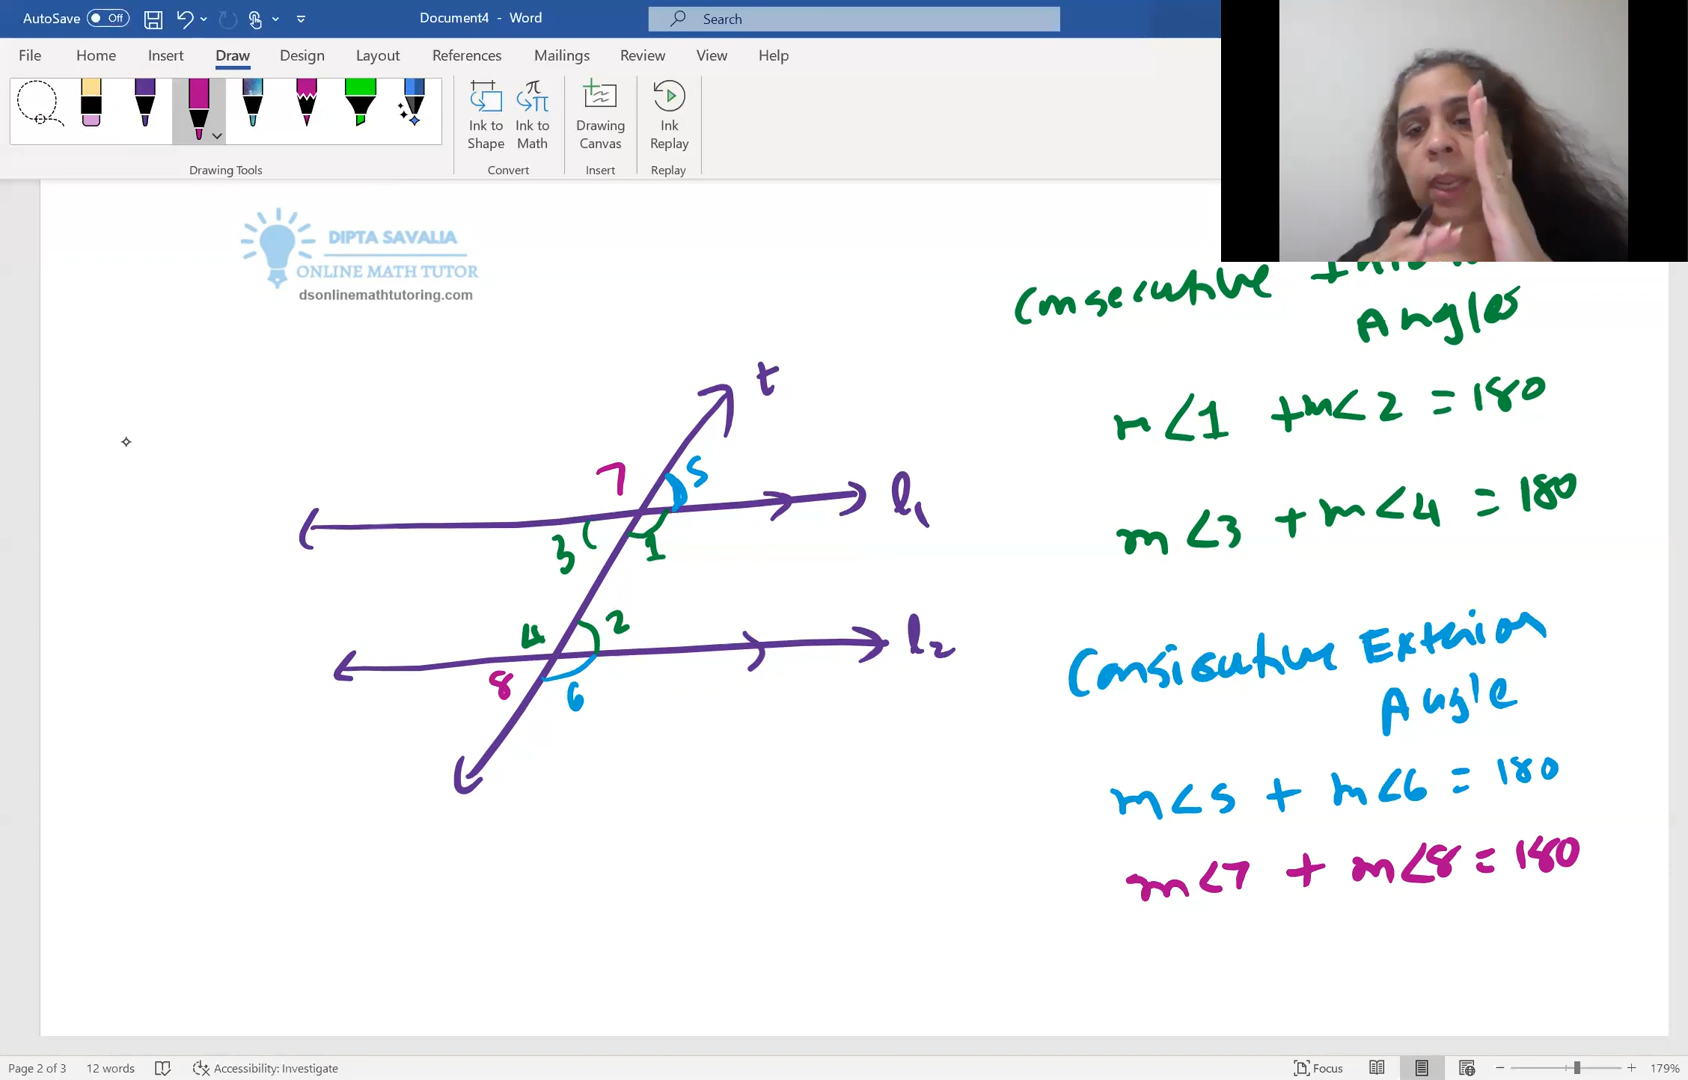 AutoSave Off Document4 - Word Search
File Home Insert Draw Design Layout References Mailings Review View Help
Ink to Shape
Ink to Math
Drawing Canvas
Ink Replay
Drawing Tools Convert Insert Replay
DIPTA SAVALIA
ONLINE MATH TUTOR
dsonlinemathtutoring.com
Consecutive
Angles
m<1 +m<2 =180
m<3 +m<4 =180
Consicutive Exterior
Angle
m<5 + m<6 = 180
m<7 + m<8 = 180
t
7 5
l₁
3 1
4 2
l₂
8 6
Page 2 of 3 12 words Accessibility: Investigate Focus 179%